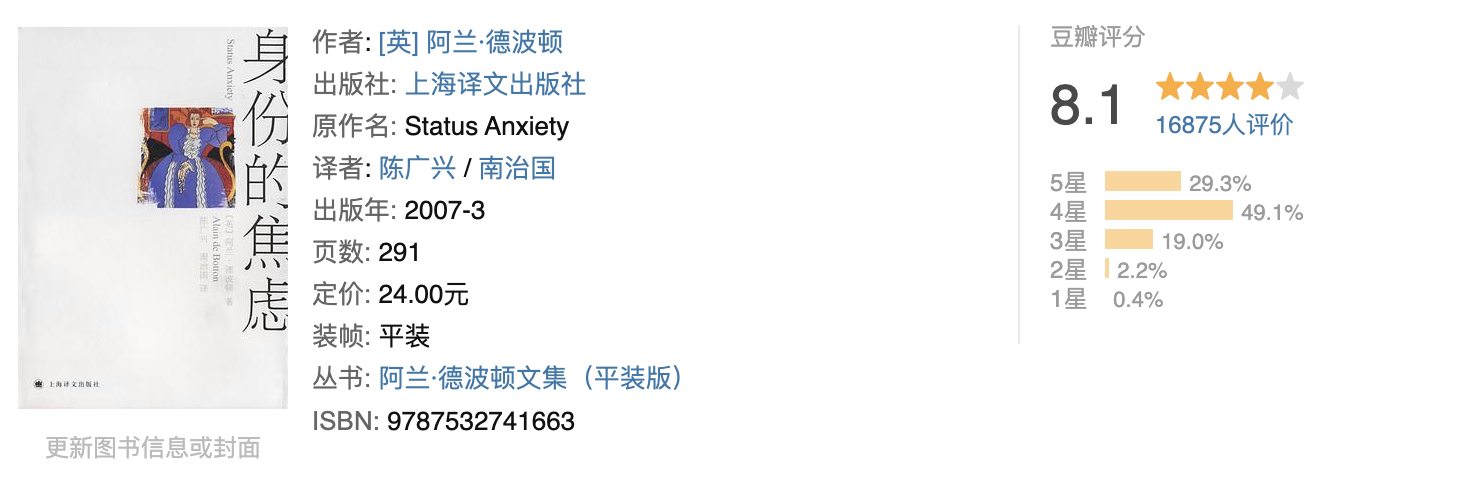 身份的焦虑
Status Anxiety
[英] 阿兰·德波顿 著
Alain de Botton
陈广兴 南治国 译
上海译文出版社
更新图书信息或封面
作者: [英] 阿兰·德波顿
出版社: 上海译文出版社
原作名: Status Anxiety
译者: 陈广兴 / 南治国
出版年: 2007-3
页数: 291
定价: 24.00元
装帧: 平装
丛书: 阿兰·德波顿文集（平装版）
ISBN: 9787532741663
豆瓣评分
8.1
16875人评价
5星 29.3%
4星 49.1%
3星 19.0%
2星 2.2%
1星 0.4%